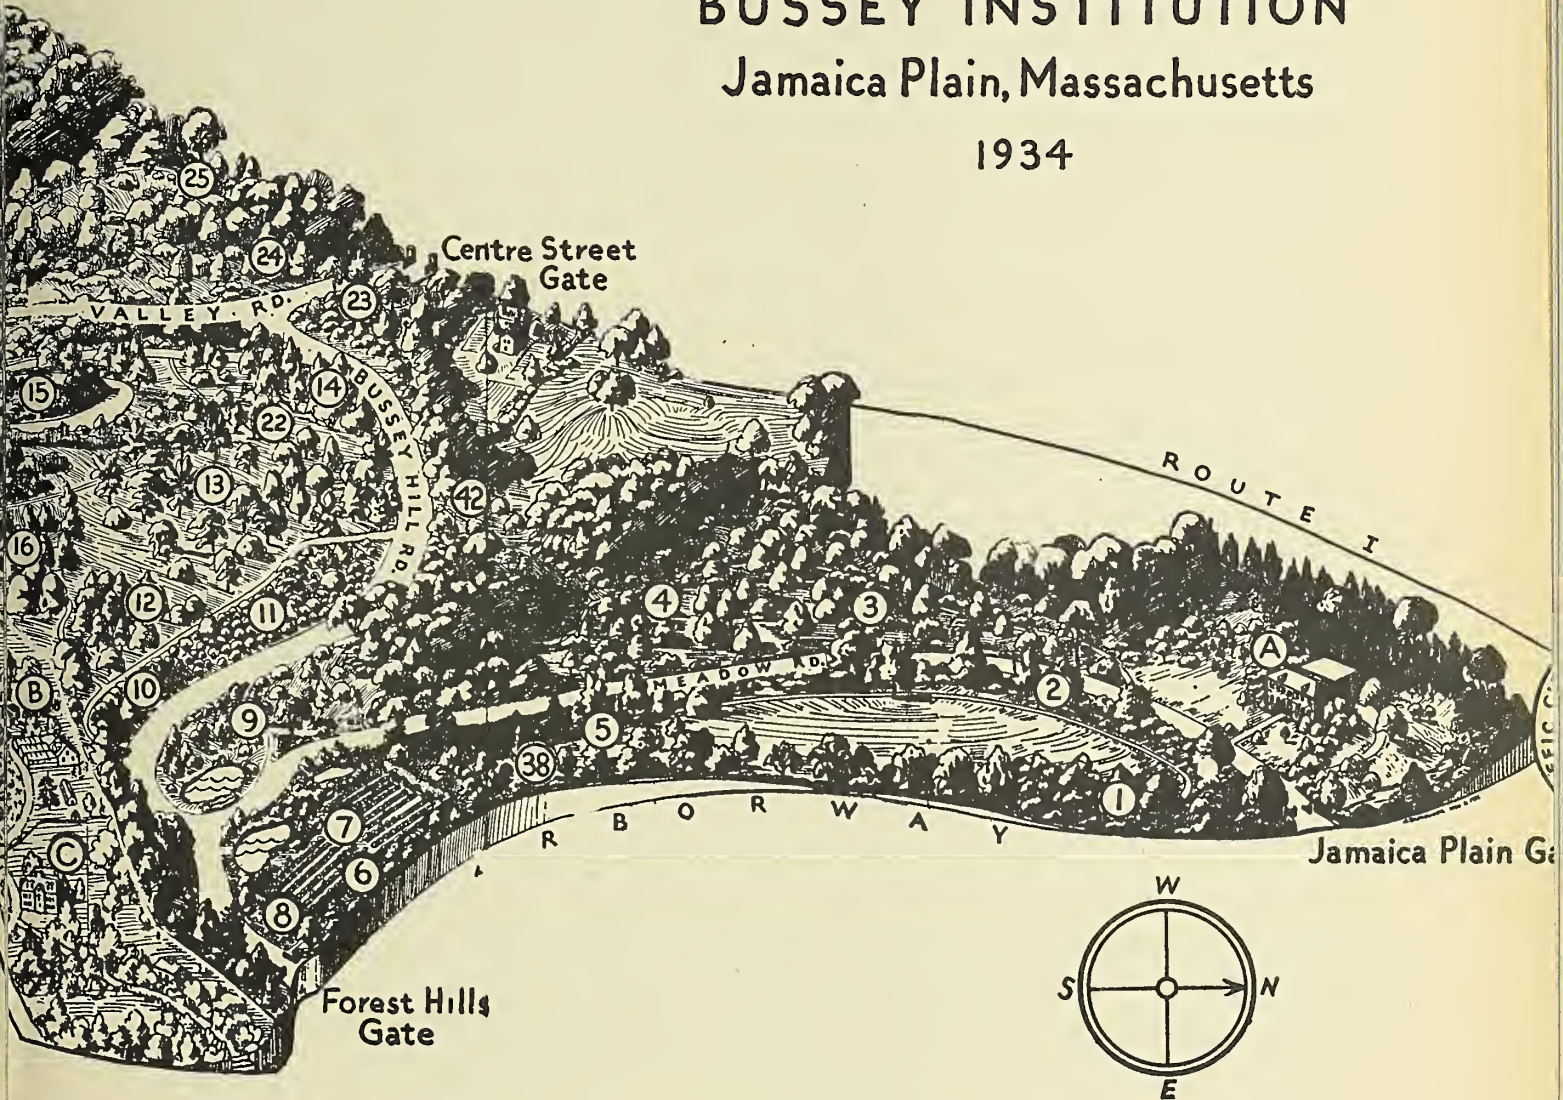 BUSSEY INSTITUTION
Jamaica Plain, Massachusetts
1934
25
Centre Street
Gate
24
23
VALLEY RD.
ROUTE 1
15
14
BUSSEY HILL RD.
22
13
42
16
12
11
4
3
A
MEADOW RD.
B
10
9
2
5
38
1
RBORWAY
7
C
6
Jamaica Plain Ga
8
W
S
N
E
Forest Hills
Gate